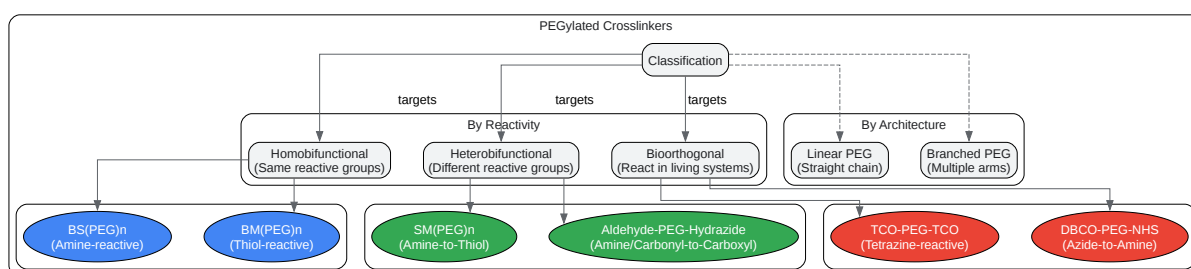 PEGylated Crosslinkers
Classification
targets
targets
targets
By Reactivity
By Architecture
Homobifunctional
(Same reactive groups)
Heterobifunctional
(Different reactive groups)
Bioorthogonal
(React in living systems)
Linear PEG
(Straight chain)
Branched PEG
(Multiple arms)
BS(PEG)n
(Amine-reactive)
BM(PEG)n
(Thiol-reactive)
SM(PEG)n
(Amine-to-Thiol)
Aldehyde-PEG-Hydrazide
(Amine/Carbonyl-to-Carboxyl)
TCO-PEG-TCO
(Tetrazine-reactive)
DBCO-PEG-NHS
(Azide-to-Amine)